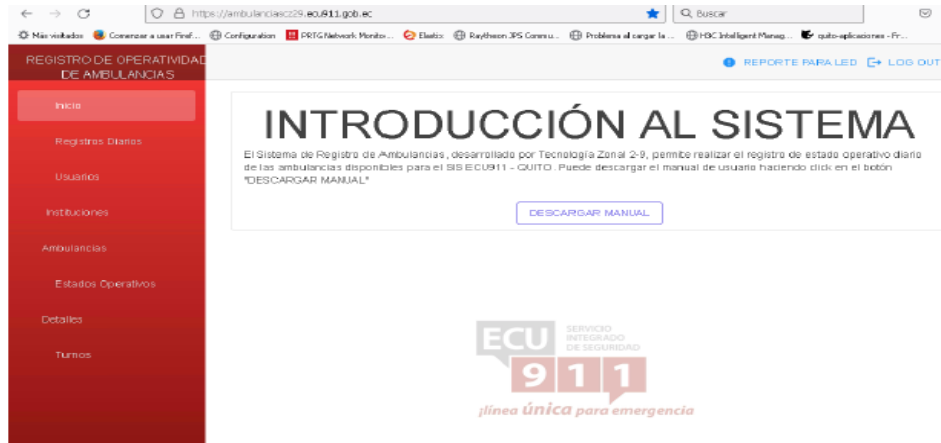 https://ambulanciascz29.ecu911.gob.ec
Buscar
Más visitados
Comenzar a usar Firef...
Configuration
PRTG Network Monitor...
Elastix
Raytheon JPS Commu...
Problema al cargar la ...
H3C Intelligent Manag...
quito-aplicaciones - Fr...
REGISTRO DE OPERATIVIDAD
DE AMBULANCIAS
REPORTE PARA LED
LOG OUT
Inicio
Registros Diarios
Usuarios
Instituciones
Ambulancias
Estados Operativos
Detalles
Turnos
INTRODUCCIÓN AL SISTEMA
El Sistema de Registro de Ambulancias, desarrollado por Tecnología Zonal 2-9, permite realizar el registro de estado operativo diario
de las ambulancias disponibles para el SIS ECU911 - QUITO. Puede descargar el manual de usuario haciendo click en el botón
"DESCARGAR MANUAL"
DESCARGAR MANUAL
ECU
SERVICIO
INTEGRADO
DE SEGURIDAD
9 1 1
¡línea única para emergencia